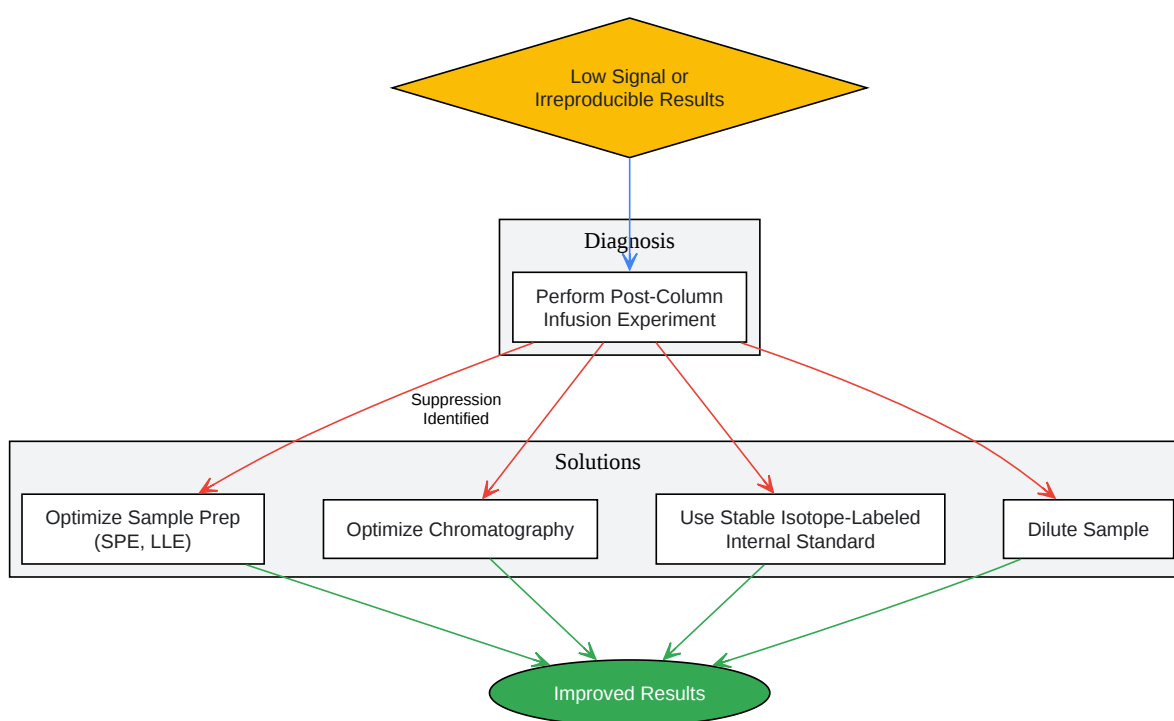 Low Signal or
Irreproducible Results
Diagnosis
Perform Post-Column
Infusion Experiment
Suppression
Identified
Solutions
Optimize Sample Prep
(SPE, LLE)
Optimize Chromatography
Use Stable Isotope-Labeled
Internal Standard
Dilute Sample
Improved Results